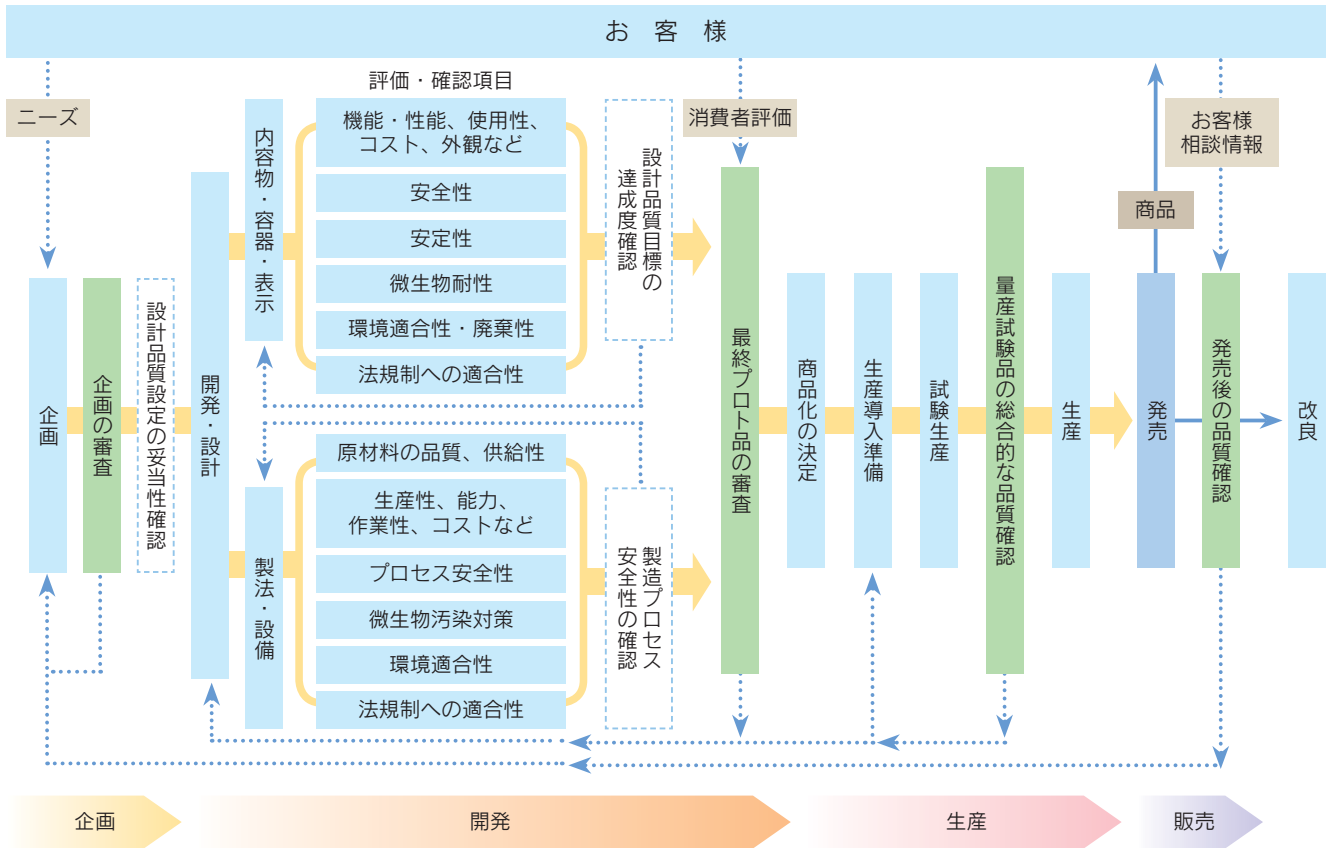 お客様
ニーズ
評価・確認項目
消費者評価
お客様
相談情報
商品
企画
企画の審査
設計品質設定の妥当性確認
開発・設計
内容物・容器・表示
機能・性能、使用性、
コスト、外観など
安全性
安定性
微生物耐性
環境適合性・廃棄性
法規制への適合性
設計品質目標の
達成度確認
製法・設備
原材料の品質、供給性
生産性、能力、
作業性、コストなど
プロセス安全性
微生物汚染対策
環境適合性
法規制への適合性
製造プロセス
安全性の確認
最終プロト品の審査
商品化の決定
生産導入準備
試験生産
量産試験品の総合的な品質確認
生産
発売
発売後の品質確認
改良
企画
開発
生産
販売